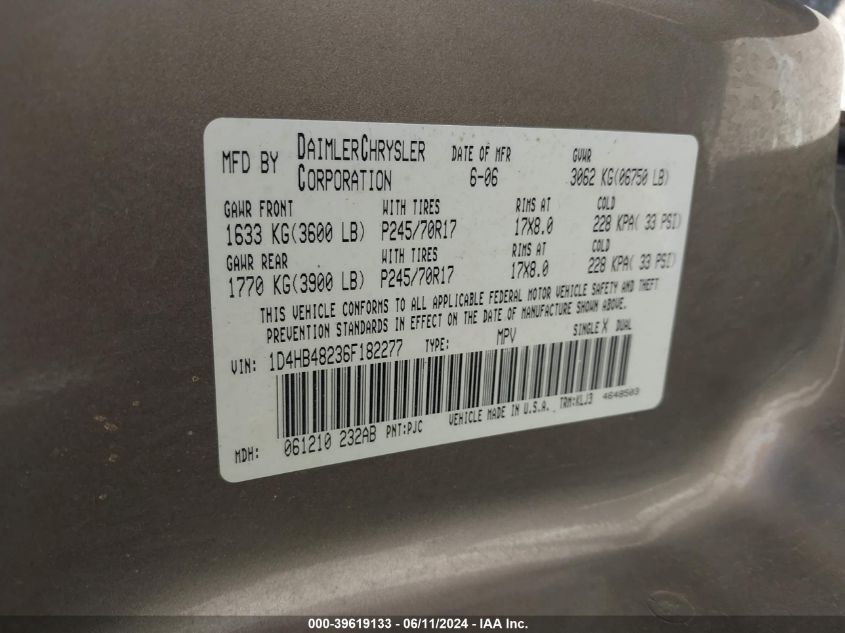 MFD BY DAIMLERCHRYSLER CORPORATION DATE OF MFR 6-06 GVWR 3062 KG(06750 LB)
GAWR FRONT WITH TIRES RIMS AT COLD
1633 KG(3600 LB) P245/70R17 17X8.0 228 KPA( 33 PSI)
GAWR REAR WITH TIRES RIMS AT COLD
1770 KG(3900 LB) P245/70R17 17X8.0 228 KPA( 33 PSI)
THIS VEHICLE CONFORMS TO ALL APPLICABLE FEDERAL MOTOR VEHICLE SAFETY AND THEFT
PREVENTION STANDARDS IN EFFECT ON THE DATE OF MANUFACTURE SHOWN ABOVE.
VIN: 1D4HB48236F182277 TYPE: MPV SINGLE X DUAL
MDH: 061210 232AB PNT:PJC VEHICLE MADE IN U.S.A. TRM:KLJ3 4648503
000-39619133 - 06/11/2024 - IAA Inc.